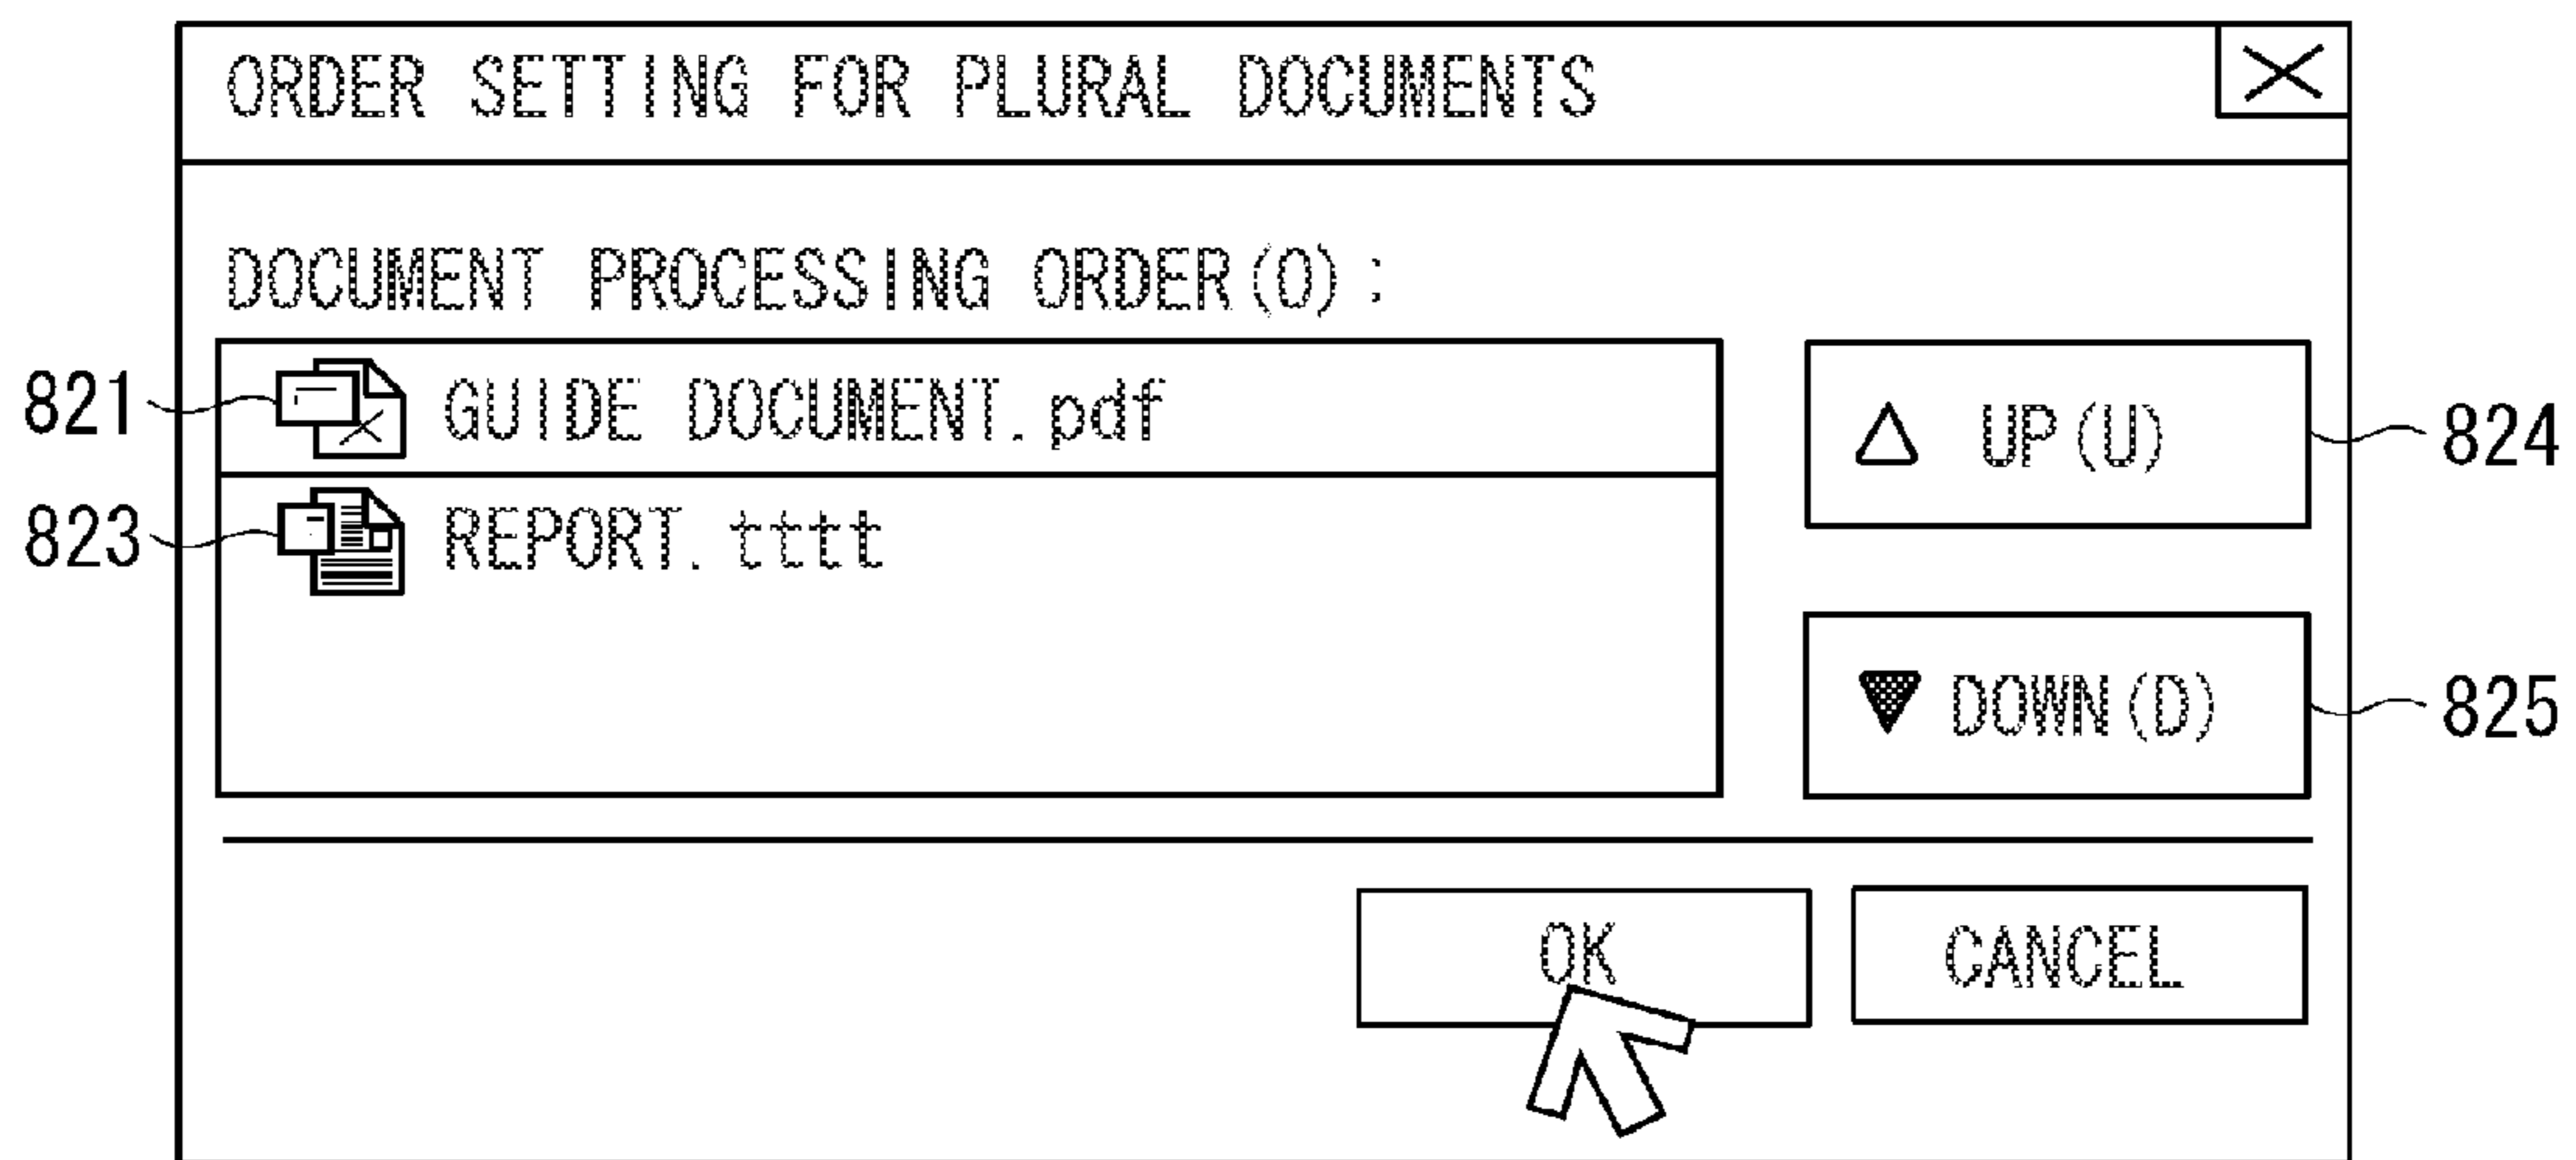 ORDER SETTING FOR PLURAL DOCUMENTS
DOCUMENT PROCESSING ORDER(O):
821 GUIDE DOCUMENT.pdf
△ UP(U) 824
823 REPORT.tttt
▼ DOWN(D) 825
OK CANCEL